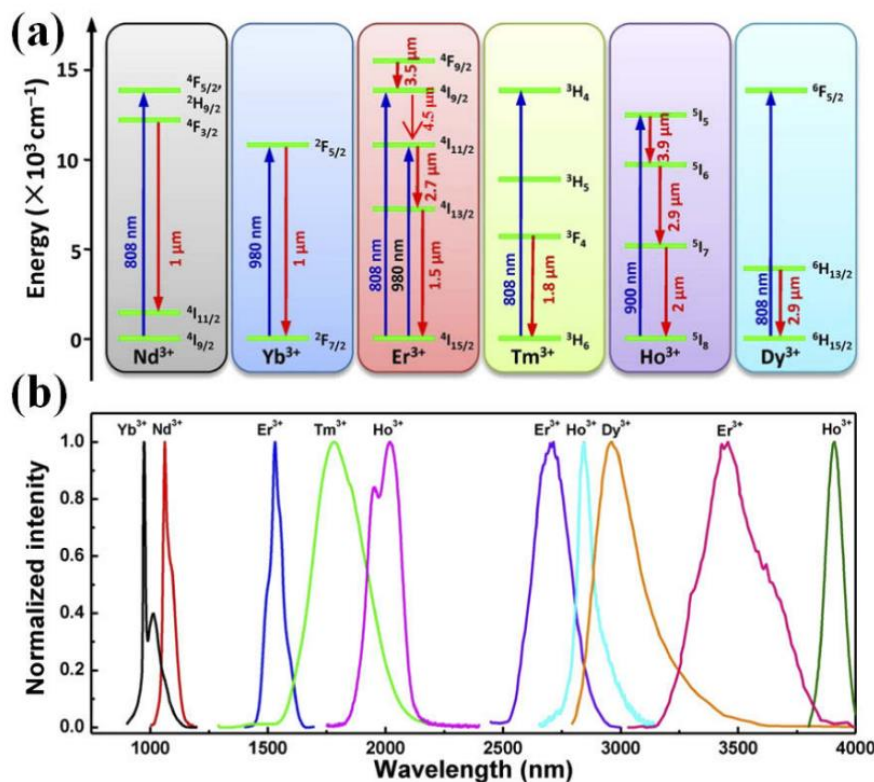 (a)
Energy (×10³ cm⁻¹)
15
10
5
0
⁴F₅/₂,
²H₉/₂
⁴F₃/₂
808 nm
1 μm
⁴I₁₁/₂
⁴I₉/₂
Nd³⁺
²F₅/₂
980 nm
1 μm
²F₇/₂
Yb³⁺
⁴F₉/₂
3.5 μm
⁴I₉/₂
4.5 μm
⁴I₁₁/₂
2.7 μm
⁴I₁₃/₂
808 nm
980 nm
1.5 μm
⁴I₁₅/₂
Er³⁺
³H₄
³H₅
³F₄
808 nm
1.8 μm
³H₆
Tm³⁺
⁵I₅
3.9 μm
⁵I₆
2.9 μm
⁵I₇
900 nm
2 μm
⁵I₈
Ho³⁺
⁶F₅/₂
⁶H₁₃/₂
808 nm
2.9 μm
⁶H₁₅/₂
Dy³⁺
(b)
Yb³⁺ Nd³⁺ Er³⁺ Tm³⁺ Ho³⁺ Er³⁺ Ho³⁺ Dy³⁺ Er³⁺ Ho³⁺
Normalized intenity
1.0
0.8
0.6
0.4
0.2
0.0
1000 1500 2000 2500 3000 3500 4000
Wavelength (nm)